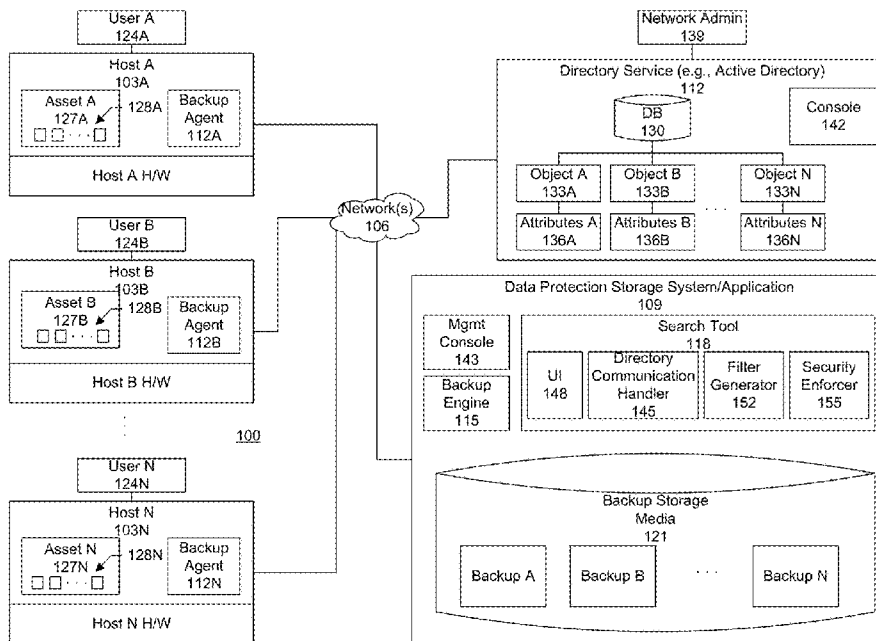 User A
124A
Host A
103A
Asset A
127A
128A
Backup
Agent
112A
Host A H/W
User B
124B
Host B
103B
Asset B
127B
128B
Backup
Agent
112B
Host B H/W
100
User N
124N
Host N
103N
Asset N
127N
128N
Backup
Agent
112N
Host N H/W
Network(s)
106
Network Admin
139
Directory Service (e.g., Active Directory)
112
DB
130
Console
142
Object A
133A
Object B
133B
Object N
133N
Attributes A
136A
Attributes B
136B
Attributes N
136N
Data Protection Storage System/Application
109
Mgmt
Console
143
Backup
Engine
115
Search Tool
118
UI
148
Directory
Communication
Handler
145
Filter
Generator
152
Security
Enforcer
155
Backup Storage
Media
121
Backup A
Backup B
Backup N